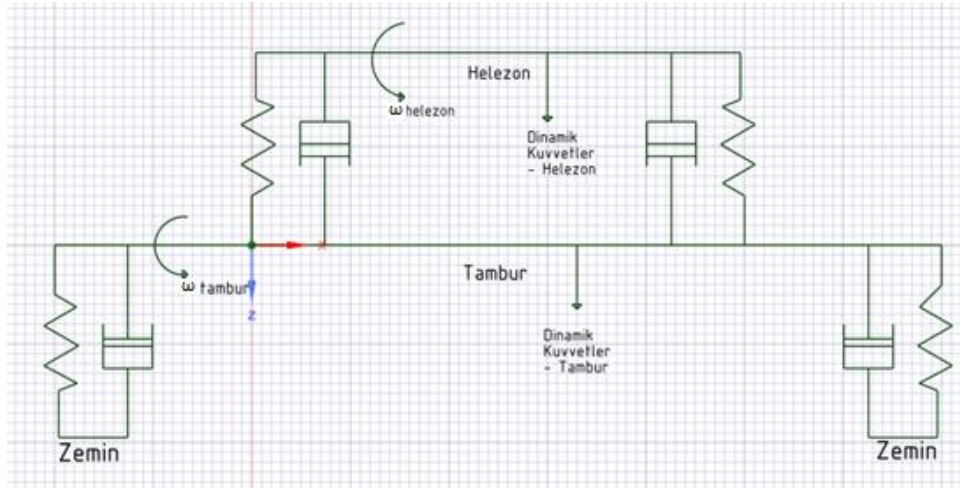 Helezon
ω helezon
Dinamik
Kuvvetler
- Helezon
x
ω tambur
Tambur
z
Dinamik
Kuvvetler
- Tambur
Zemin
Zemin